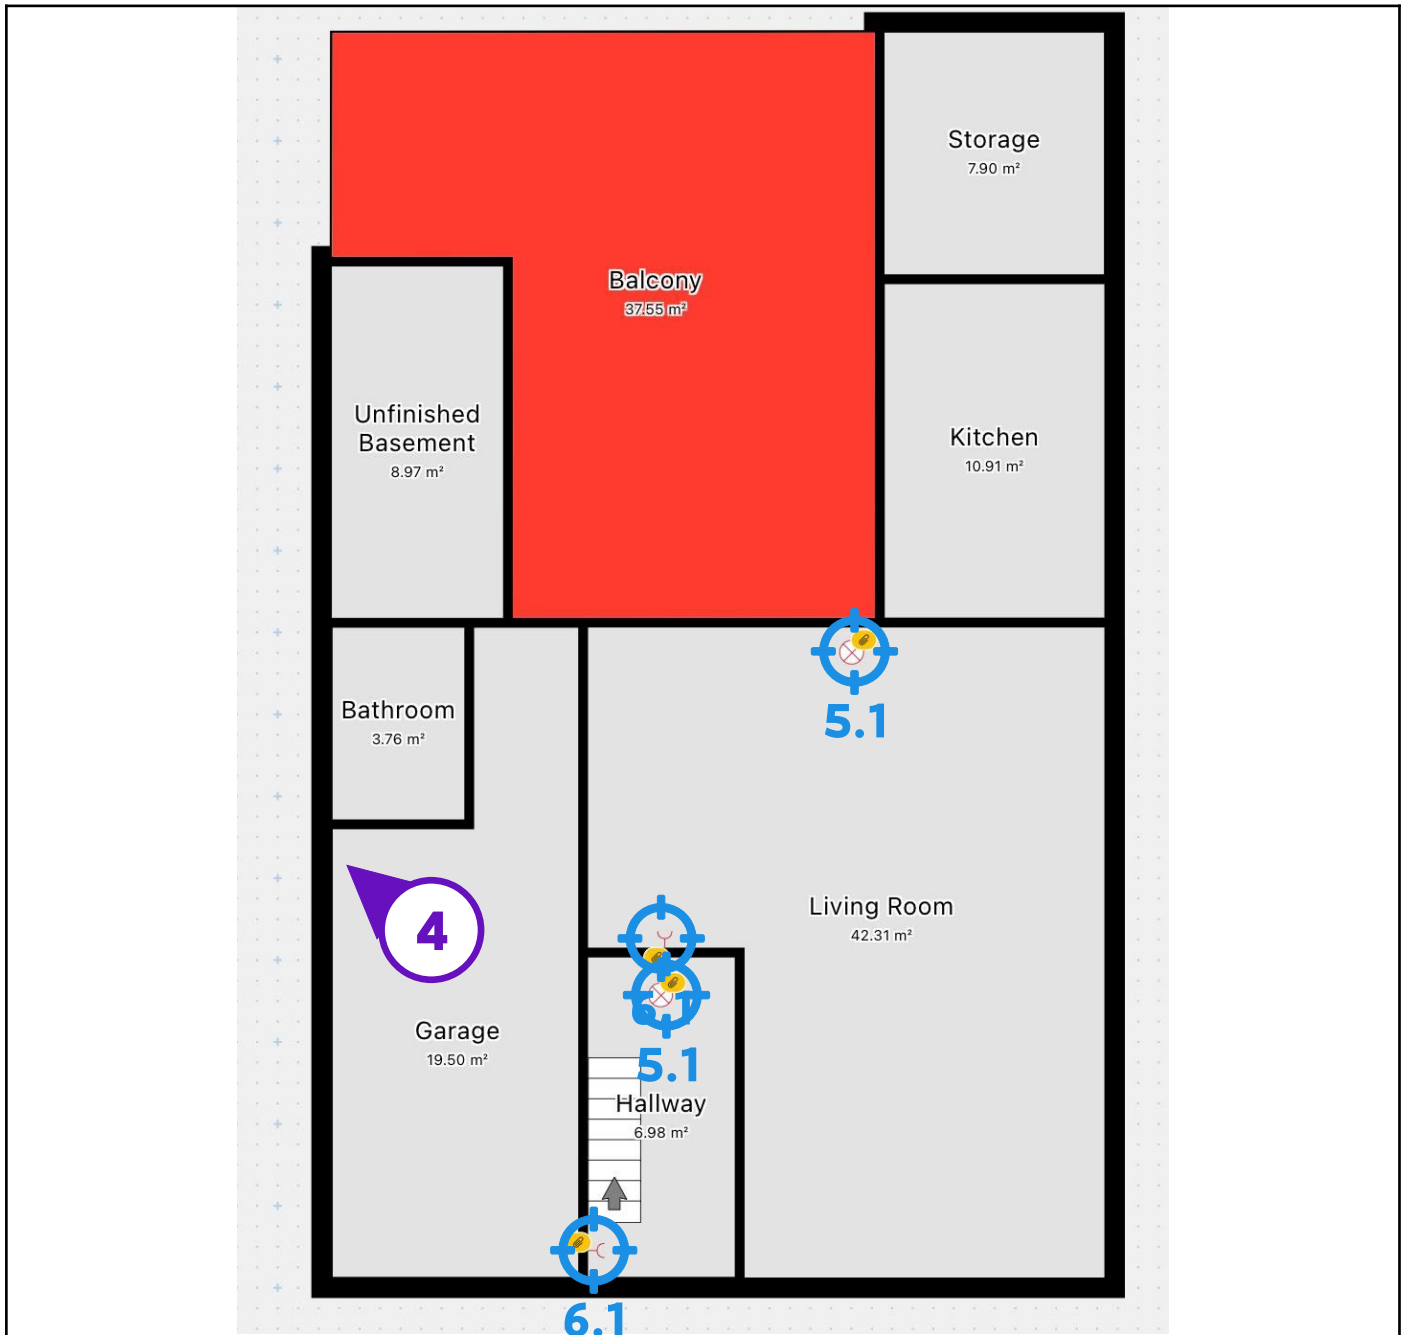 Storage
7.90 m²
Balcony
37.55 m²
Unfinished
Basement
8.97 m²
Kitchen
10.91 m²
Bathroom
3.76 m²
5.1
Living Room
42.31 m²
4
6.1
5.1
Garage
19.50 m²
Hallway
6.98 m²
6.1